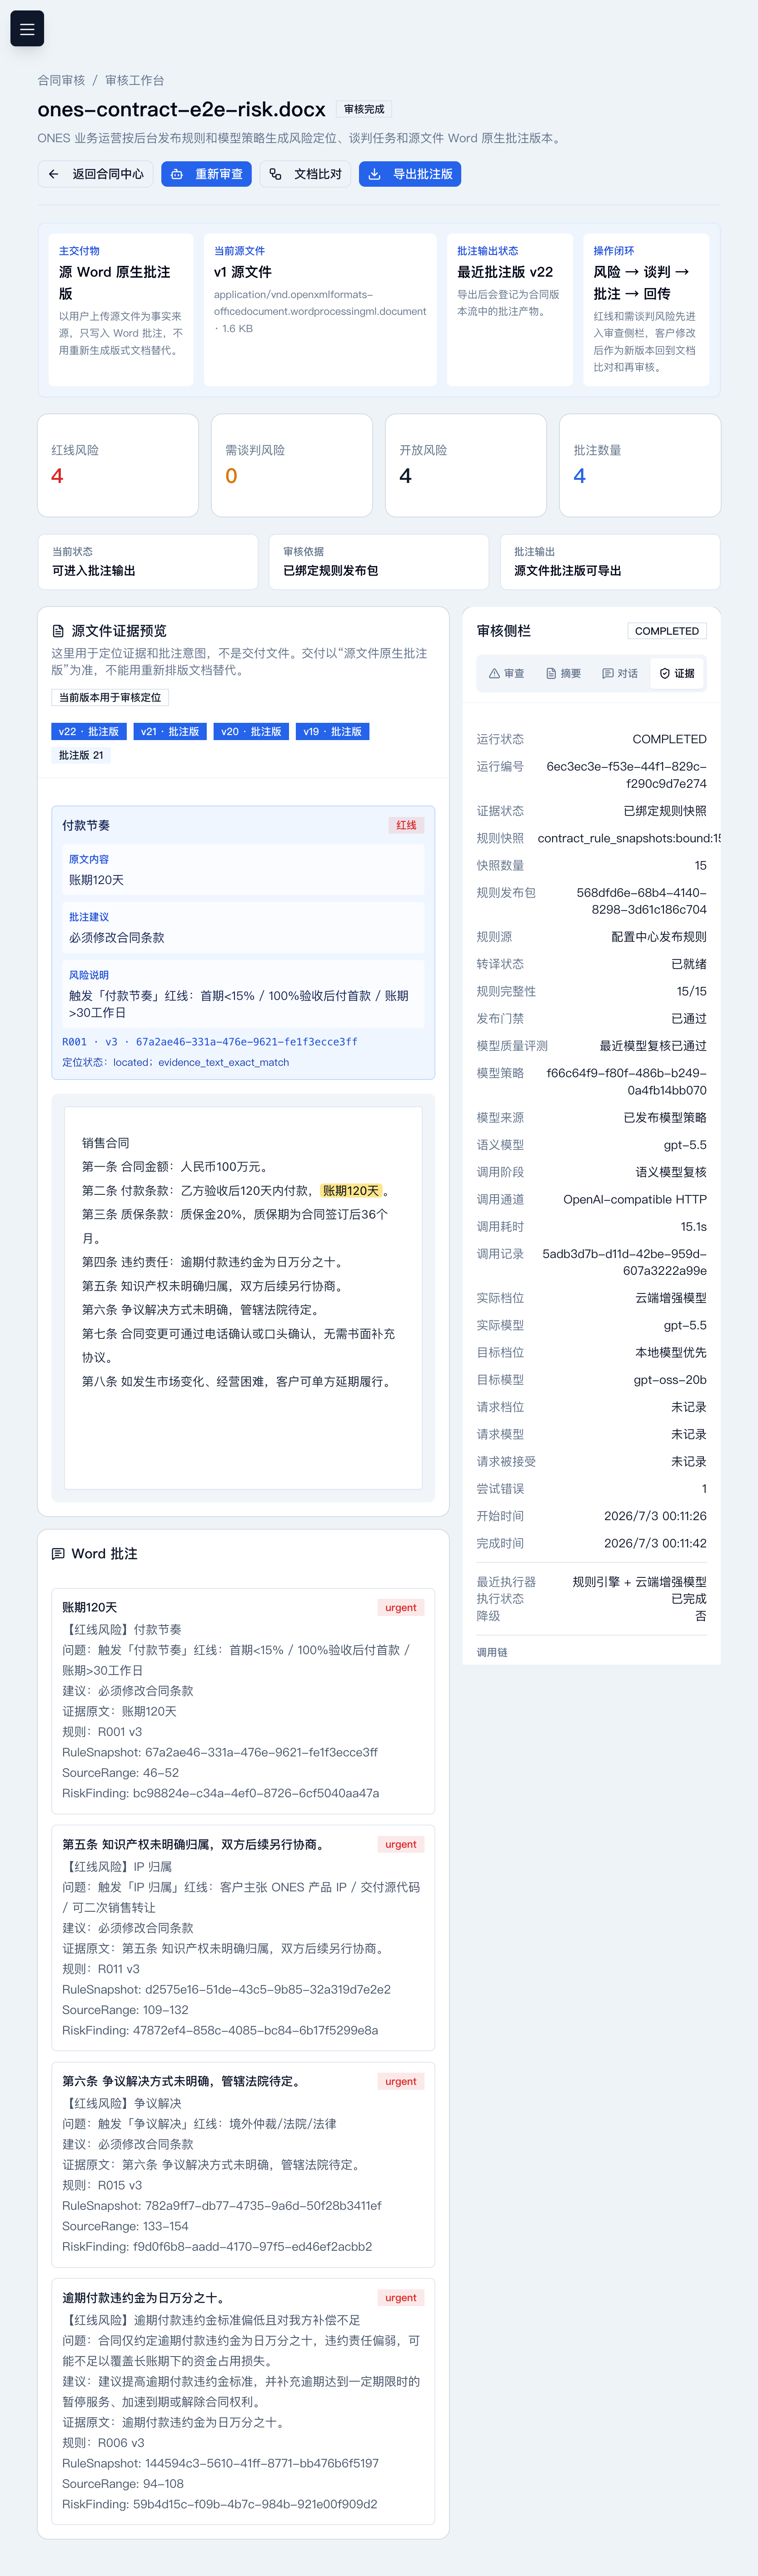 合同审核 / 审核工作台
ones-contract-e2e-risk.docx 审核完成
ONES 业务运营按后台发布规则和模型策略生成风险定位、谈判任务和源文件 Word 原生批注版本。
返回合同中心 重新审查 文档比对 导出批注版
主交付物
源 Word 原生批注
版
以用户上传源文件为事实来
源，只写入 Word 批注，不
用重新生成版式文档替代。
当前源文件
v1 源文件
application/vnd.openxmlformats-
officedocument.wordprocessingml.document
· 1.6 KB
批注输出状态
最近批注版 v22
导出后会登记为合同版
本流中的批注产物。
操作闭环
风险 → 谈判 →
批注 → 回传
红线和需谈判风险先进
入审查侧栏，客户修改
后作为新版本回到文档
比对和再审核。
红线风险
4
需谈判风险
0
开放风险
4
批注数量
4
当前状态
可进入批注输出
审核依据
已绑定规则发布包
批注输出
源文件批注版可导出
源文件证据预览
这里用于定位证据和批注意图，不是交付文件。交付以“源文件原生批注
版”为准，不能用重新排版文档替代。
当前版本用于审核定位
v22 · 批注版 v21 · 批注版 v20 · 批注版 v19 · 批注版
批注版 21
付款节奏 红线
原文内容
账期120天
批注建议
必须修改合同条款
风险说明
触发「付款节奏」红线：首期<15% / 100%验收后付首款 / 账期
>30工作日
R001 · v3 · 67a2ae46-331a-476e-9621-fe1f3ecce3ff
定位状态：located；evidence_text_exact_match
销售合同
第一条 合同金额：人民币100万元。
第二条 付款条款：乙方验收后120天内付款，账期120天。
第三条 质保条款：质保金20%，质保期为合同签订后36个
月。
第四条 违约责任：逾期付款违约金为日万分之十。
第五条 知识产权未明确归属，双方后续另行协商。
第六条 争议解决方式未明确，管辖法院待定。
第七条 合同变更可通过电话确认或口头确认，无需书面补充
协议。
第八条 如发生市场变化、经营困难，客户可单方延期履行。
Word 批注
账期120天 urgent
【红线风险】付款节奏
问题：触发「付款节奏」红线：首期<15% / 100%验收后付首款 /
账期>30工作日
建议：必须修改合同条款
证据原文：账期120天
规则：R001 v3
RuleSnapshot: 67a2ae46-331a-476e-9621-fe1f3ecce3ff
SourceRange: 46-52
RiskFinding: bc98824e-c34a-4ef0-8726-6cf5040aa47a
第五条 知识产权未明确归属，双方后续另行协商。 urgent
【红线风险】IP 归属
问题：触发「IP 归属」红线：客户主张 ONES 产品 IP / 交付源代码
/ 可二次销售转让
建议：必须修改合同条款
证据原文：第五条 知识产权未明确归属，双方后续另行协商。
规则：R011 v3
RuleSnapshot: d2575e16-51de-43c5-9b85-32a319d7e2e2
SourceRange: 109-132
RiskFinding: 47872ef4-858c-4085-bc84-6b17f5299e8a
第六条 争议解决方式未明确，管辖法院待定。 urgent
【红线风险】争议解决
问题：触发「争议解决」红线：境外仲裁/法院/法律
建议：必须修改合同条款
证据原文：第六条 争议解决方式未明确，管辖法院待定。
规则：R015 v3
RuleSnapshot: 782a9ff7-db77-4735-9a6d-50f28b3411ef
SourceRange: 133-154
RiskFinding: f9d0f6b8-aadd-4170-97f5-ed46ef2acbb2
逾期付款违约金为日万分之十。 urgent
【红线风险】逾期付款违约金标准偏低且对我方补偿不足
问题：合同仅约定逾期付款违约金为日万分之十，违约责任偏弱，可
能不足以覆盖长账期下的资金占用损失。
建议：建议提高逾期付款违约金标准，并补充逾期达到一定期限时的
暂停服务、加速到期或解除合同权利。
证据原文：逾期付款违约金为日万分之十。
规则：R006 v3
RuleSnapshot: 144594c3-5610-41ff-8771-bb476b6f5197
SourceRange: 94-108
RiskFinding: 59b4d15c-f09b-4b7c-984b-921e00f909d2
审核侧栏 COMPLETED
审查 摘要 对话 证据
运行状态 COMPLETED
运行编号 6ec3ec3e-f53e-44f1-829c-
f290c9d7e274
证据状态 已绑定规则快照
规则快照 contract_rule_snapshots:bound:15
快照数量 15
规则发布包 568dfd6e-68b4-4140-
8298-3d61c186c704
规则源 配置中心发布规则
转译状态 已就绪
规则完整性 15/15
发布门禁 已通过
模型质量评测 最近模型复核已通过
模型策略 f66c64f9-f80f-486b-b249-
0a4fb14bb070
模型来源 已发布模型策略
语义模型 gpt-5.5
调用阶段 语义模型复核
调用通道 OpenAI-compatible HTTP
调用耗时 15.1s
调用记录 5adb3d7b-d11d-42be-959d-
607a3222a99e
实际档位 云端增强模型
实际模型 gpt-5.5
目标档位 本地模型优先
目标模型 gpt-oss-20b
请求档位 未记录
请求模型 未记录
请求被接受 未记录
尝试错误 1
开始时间 2026/7/3 00:11:26
完成时间 2026/7/3 00:11:42
最近执行器 规则引擎 + 云端增强模型
执行状态 已完成
降级 否
调用链